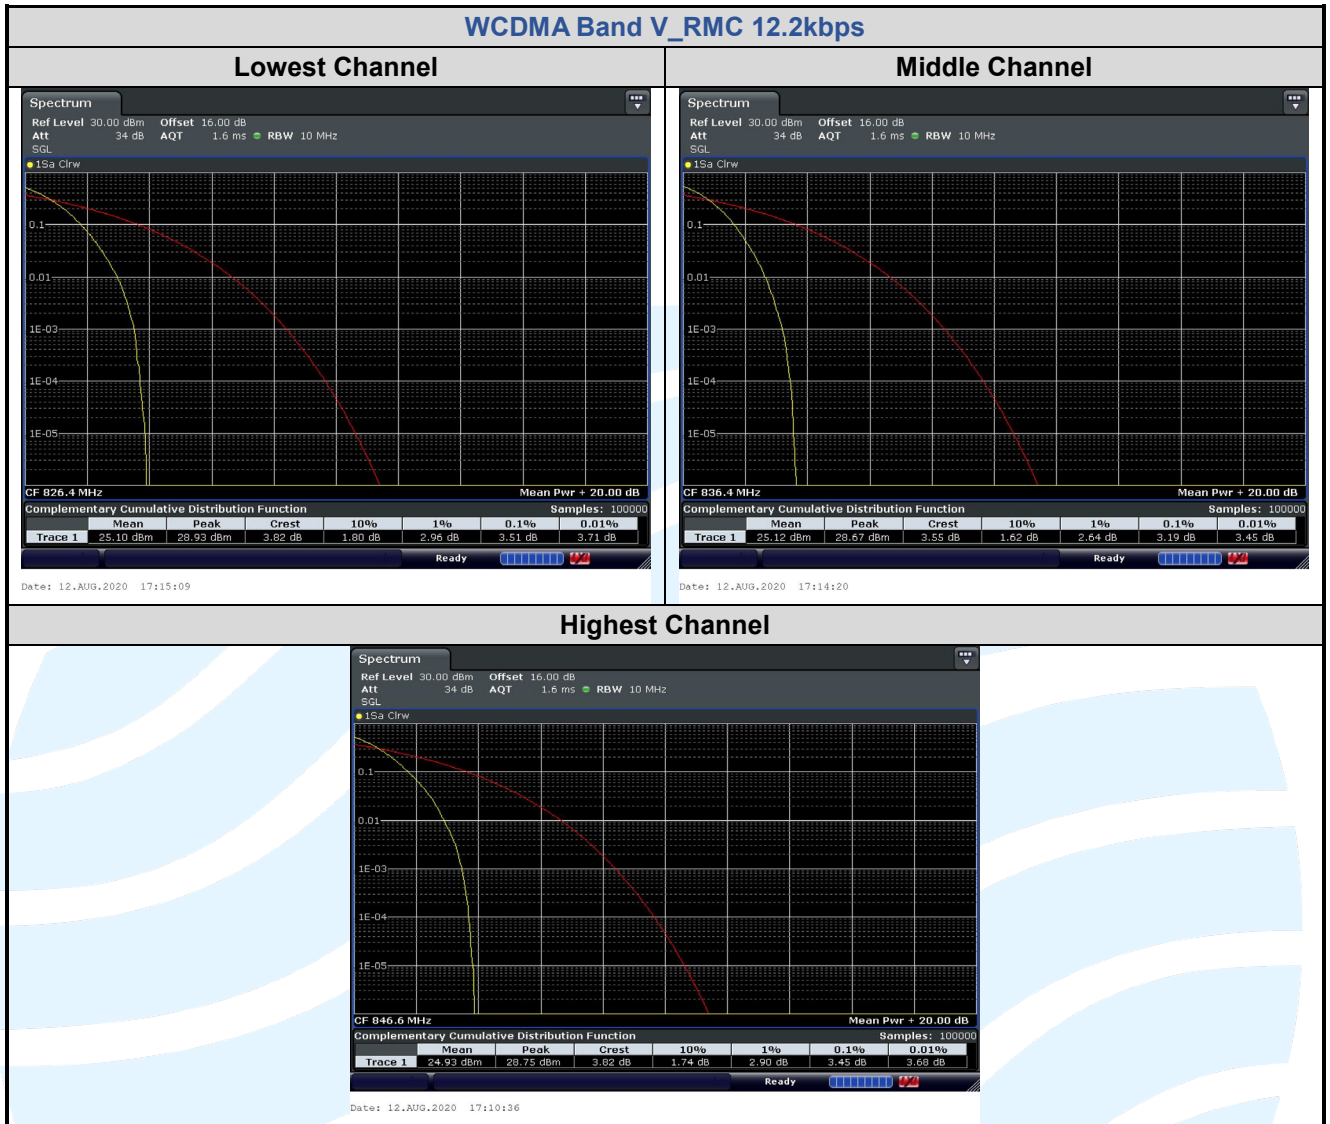 WCDMA Band V_RMC 12.2kbps
Lowest Channel
Spectrum
Ref Level 30.00 dBm Offset 16.00 dB
Att 34 dB AQT 1.6 ms RBW 10 MHz
SGL
1Sa Clrw
0.1
0.01
1E-03
1E-04
1E-05
CF 826.4 MHz Mean Pwr + 20.00 dB
Complementary Cumulative Distribution Function Samples: 100000
Mean Peak Crest 10% 1% 0.1% 0.01%
Trace 1 25.10 dBm 28.93 dBm 3.82 dB 1.80 dB 2.96 dB 3.51 dB 3.71 dB
Ready
Date: 12.AUG.2020 17:15:09
Middle Channel
Spectrum
Ref Level 30.00 dBm Offset 16.00 dB
Att 34 dB AQT 1.6 ms RBW 10 MHz
SGL
1Sa Clrw
0.1
0.01
1E-03
1E-04
1E-05
CF 836.4 MHz Mean Pwr + 20.00 dB
Complementary Cumulative Distribution Function Samples: 100000
Mean Peak Crest 10% 1% 0.1% 0.01%
Trace 1 25.12 dBm 28.67 dBm 3.55 dB 1.62 dB 2.64 dB 3.19 dB 3.45 dB
Ready
Date: 12.AUG.2020 17:14:20
Highest Channel
Spectrum
Ref Level 30.00 dBm Offset 16.00 dB
Att 34 dB AQT 1.6 ms RBW 10 MHz
SGL
1Sa Clrw
0.1
0.01
1E-03
1E-04
1E-05
CF 846.6 MHz Mean Pwr + 20.00 dB
Complementary Cumulative Distribution Function Samples: 100000
Mean Peak Crest 10% 1% 0.1% 0.01%
Trace 1 24.93 dBm 28.75 dBm 3.82 dB 1.74 dB 2.90 dB 3.45 dB 3.68 dB
Ready
Date: 12.AUG.2020 17:10:36